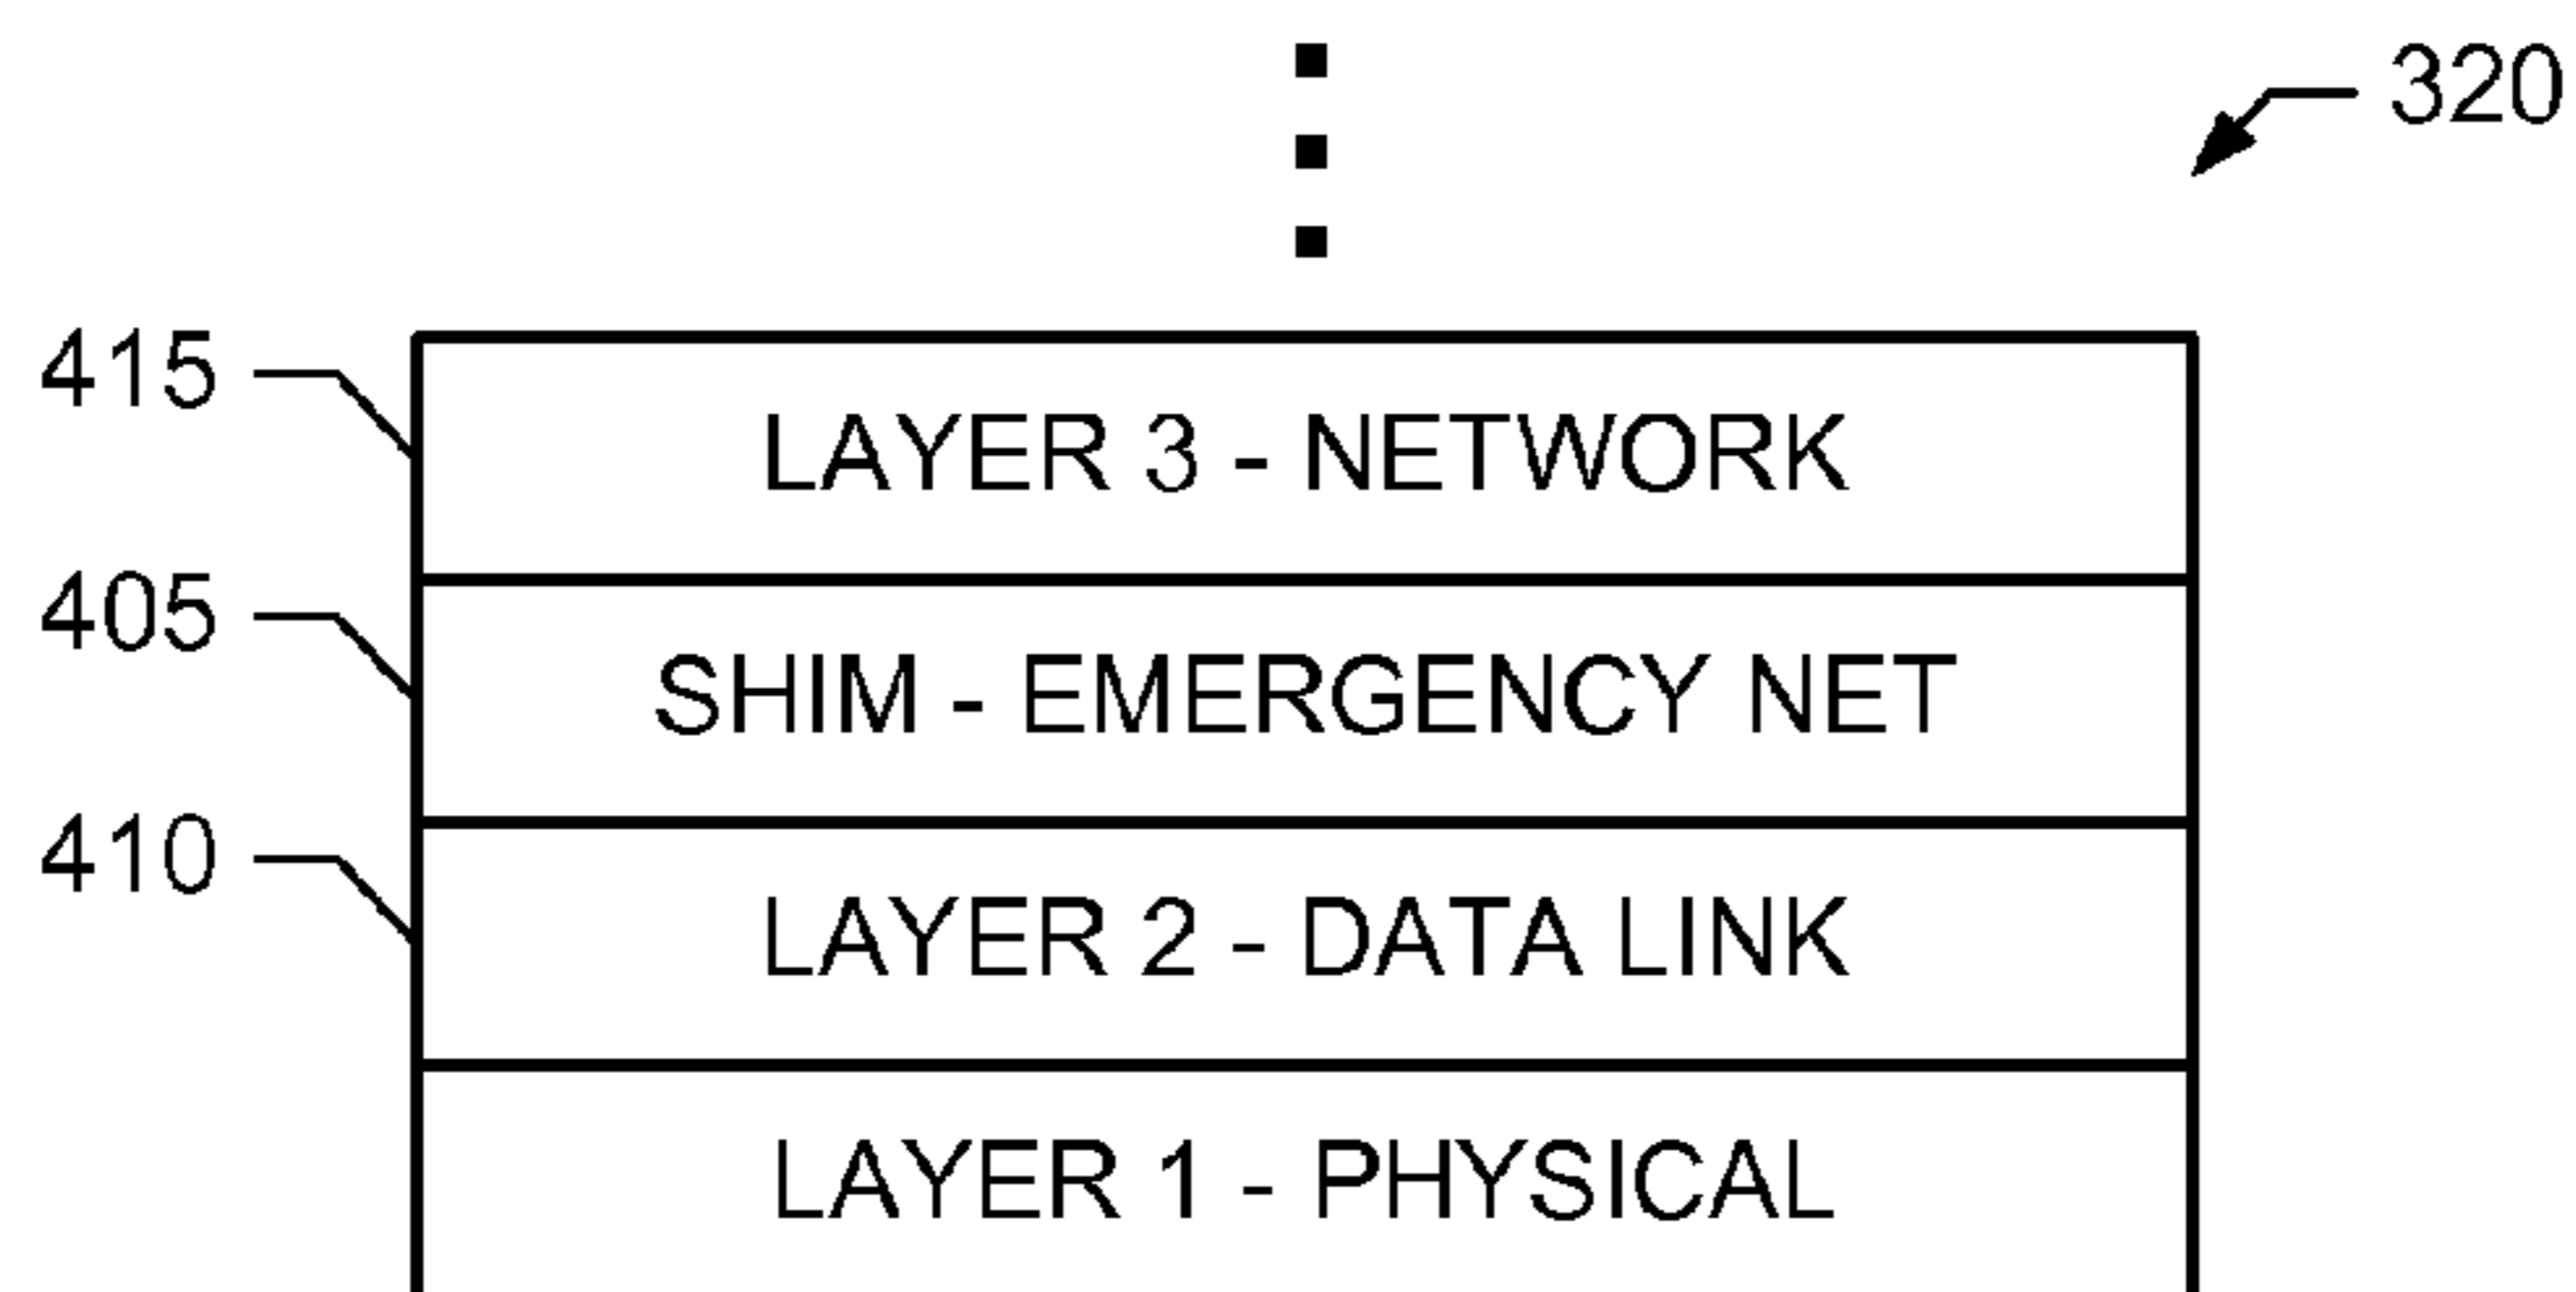 320
415
LAYER 3 - NETWORK
405
SHIM - EMERGENCY NET
410
LAYER 2 - DATA LINK
LAYER 1 - PHYSICAL